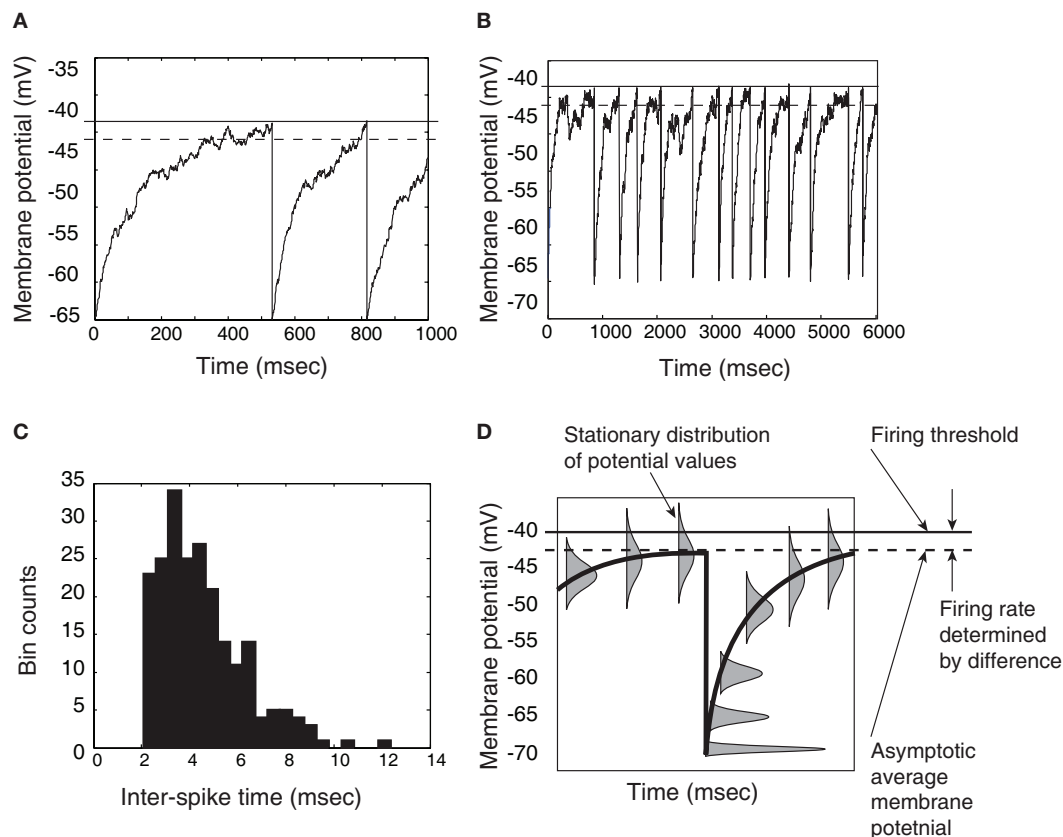 A
Membrane potential (mV)
-35
-40
-45
-50
-55
-60
-65
0
200
400
600
800
1000
Time (msec)
B
Membrane potential (mV)
-40
-45
-50
-55
-60
-65
-70
0
1000
2000
3000
4000
5000
6000
Time (msec)
C
Bin counts
35
30
25
20
15
10
5
0
0
2
4
6
8
10
12
14
Inter-spike time (msec)
D
Stationary distribution
of potential values
Firing threshold
Membrane potential (mV)
-40
-45
-50
-55
-60
-65
-70
Time (msec)
Firing rate
determined
by difference
Asymptotic
average
membrane
potetnial